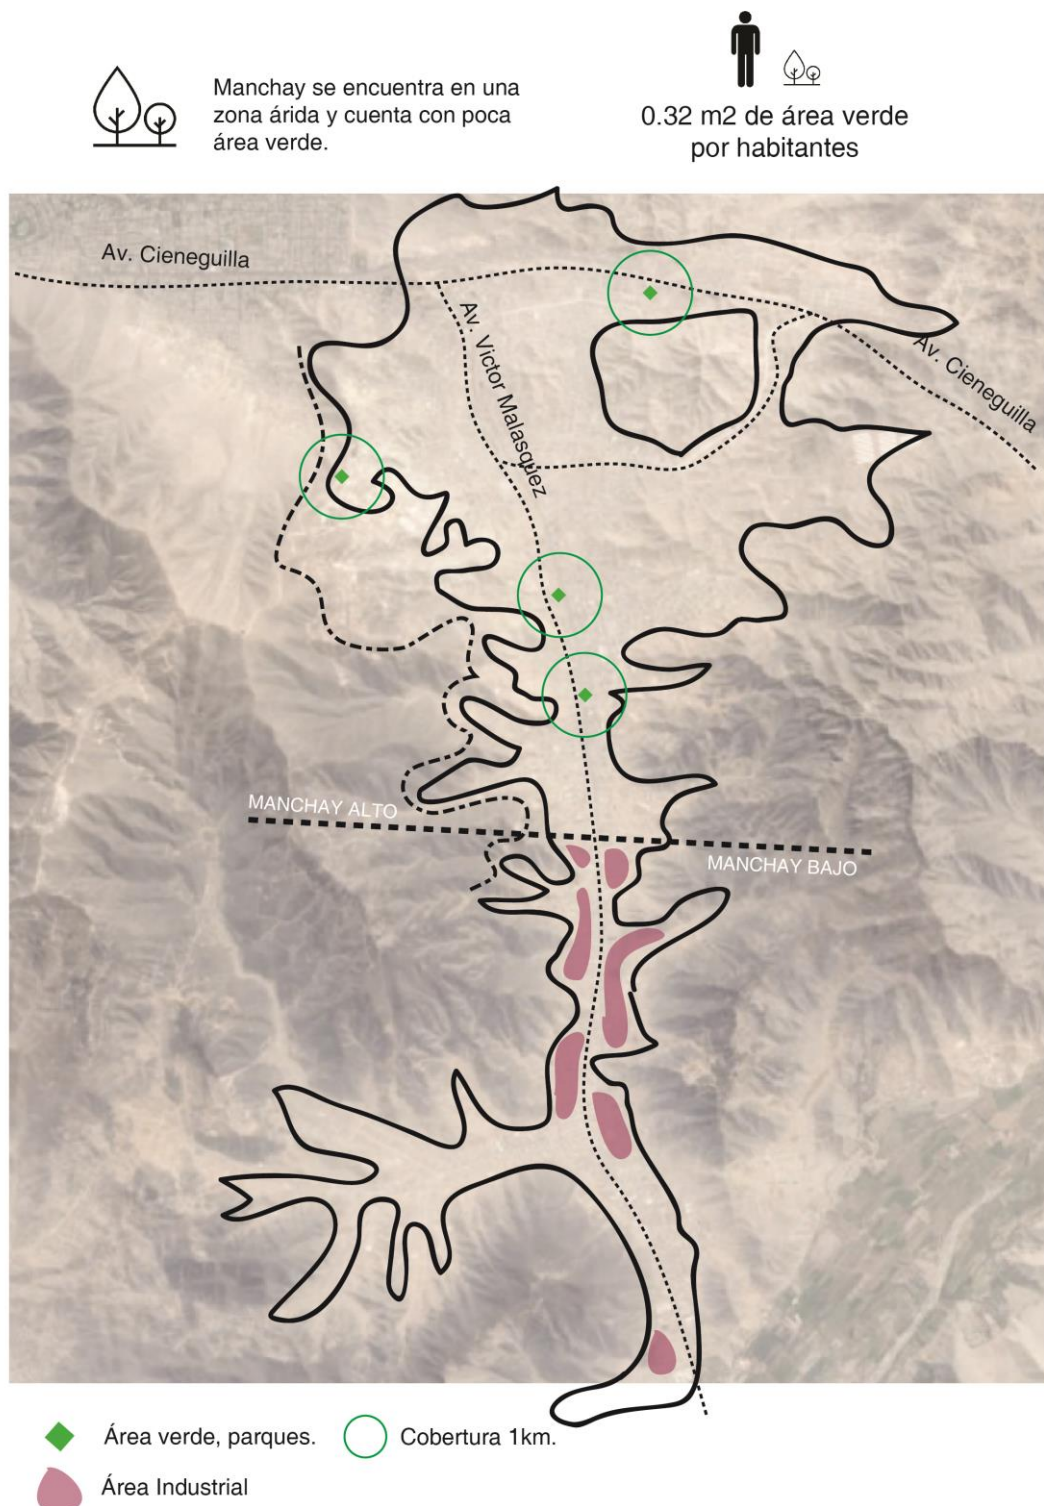 Manchay se encuentra en una
zona árida y cuenta con poca
área verde.
0.32 m2 de área verde
por habitantes
Av. Cieneguilla
Av. Victor Malasquez
Av. Cieneguilla
MANCHAY ALTO
MANCHAY BAJO
Área verde, parques.
Cobertura 1km.
Área Industrial